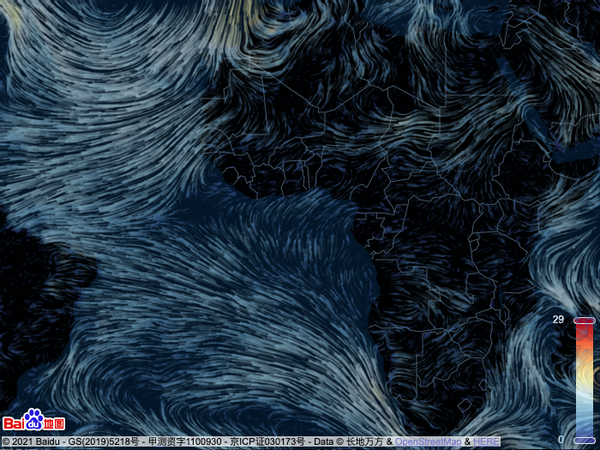 29
0
Bai du 地图
© 2021 Baidu - GS(2019)5218号 - 甲测资字1100930 - 京ICP证030173号 - Data © 长地万方 & OpenStreetMap & HERE